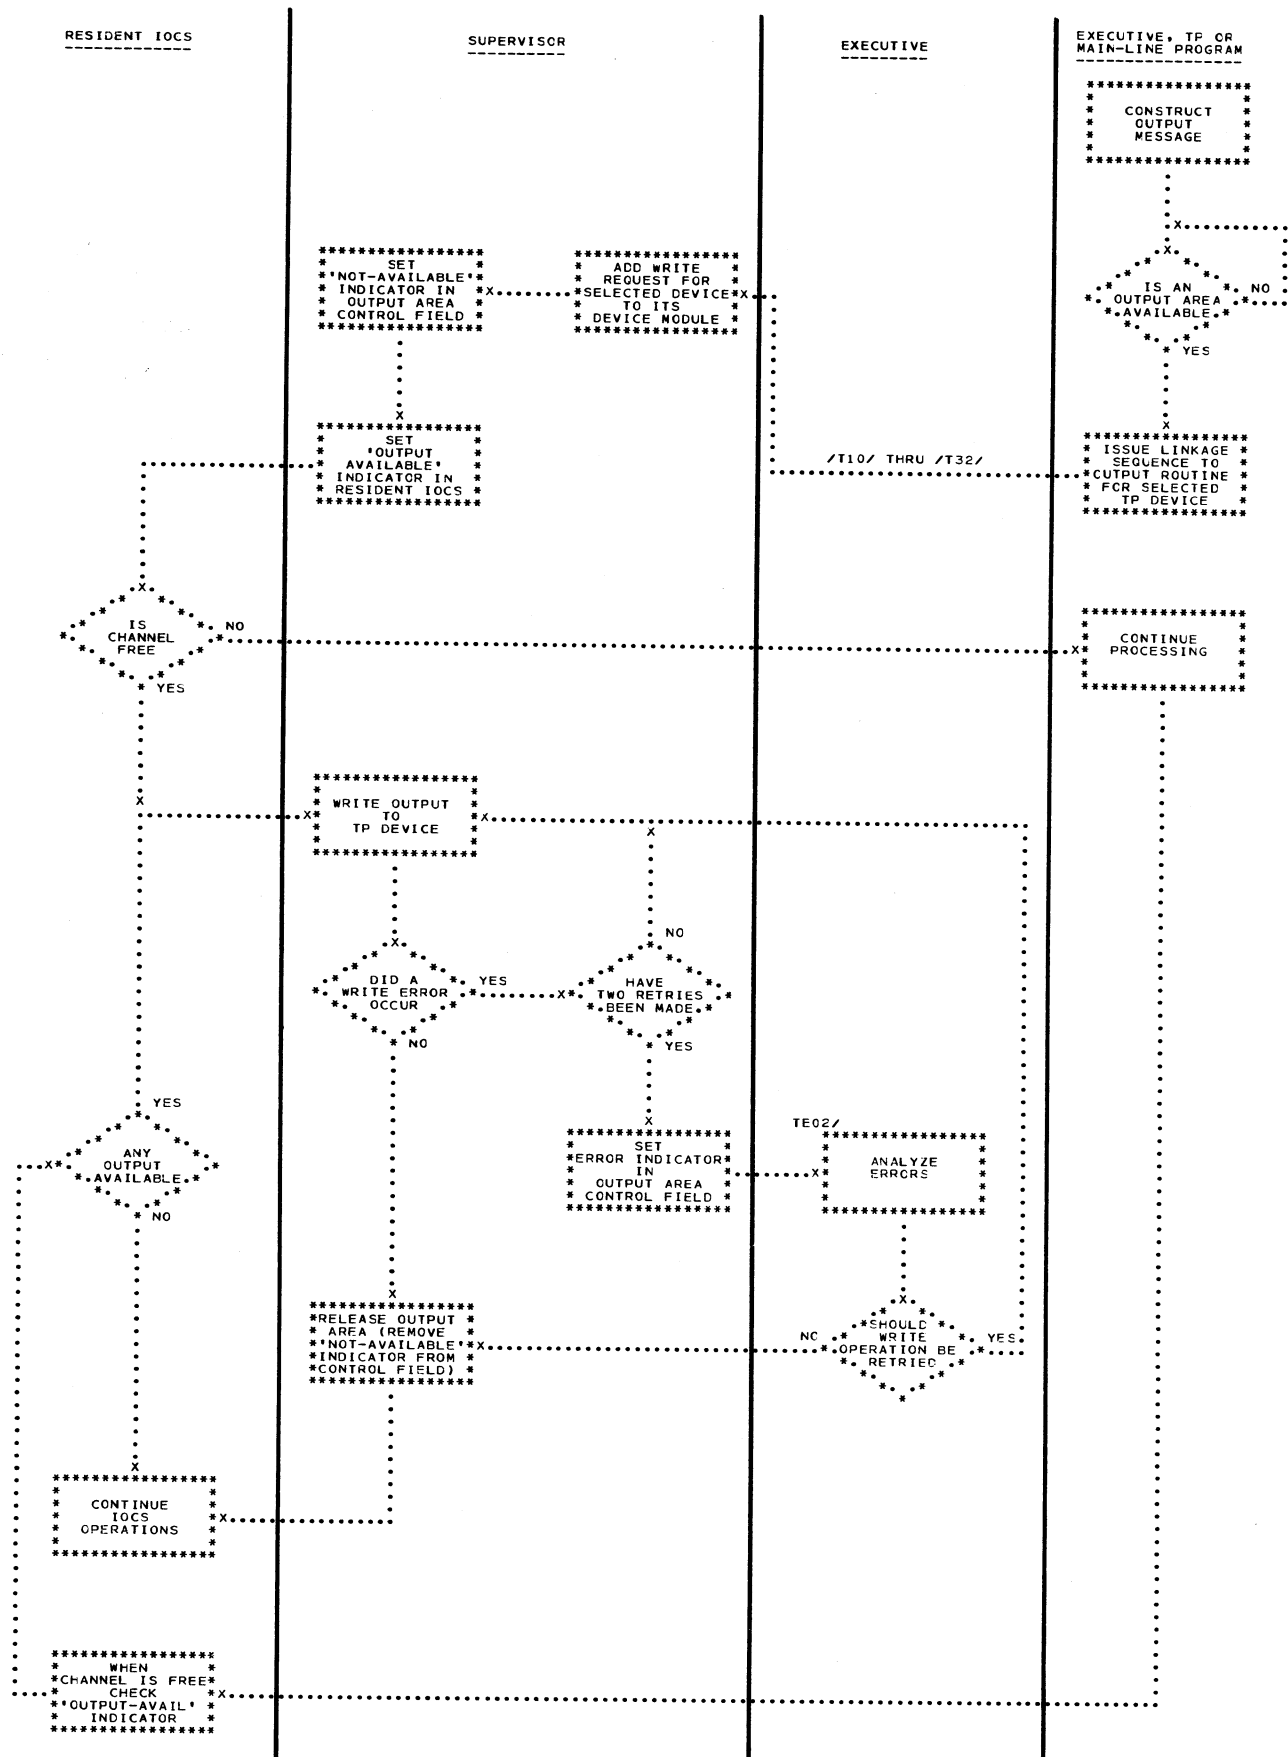 RESIDENT IOCS
SUPERVISOR
EXECUTIVE
EXECUTIVE, TP OR
MAIN-LINE PROGRAM
CONSTRUCT
OUTPUT
MESSAGE
SET
'NOT-AVAILABLE'
INDICATOR IN
OUTPUT AREA
CONTROL FIELD
ADD WRITE
REQUEST FOR
SELECTED DEVICE
TO ITS
DEVICE MODULE
IS AN
OUTPUT AREA
AVAILABLE
NO
YES
SET
'OUTPUT
AVAILABLE'
INDICATOR IN
RESIDENT IOCS
/T10/ THRU /T32/
ISSUE LINKAGE
SEQUENCE TO
OUTPUT ROUTINE
FOR SELECTED
TP DEVICE
IS
CHANNEL
FREE
NO
YES
CONTINUE
PROCESSING
WRITE OUTPUT
TO
TP DEVICE
DID A
WRITE ERROR
OCCUR
YES
NO
HAVE
TWO RETRIES
BEEN MADE
NO
YES
YES
ANY
OUTPUT
AVAILABLE
NO
SET
ERROR INDICATOR
IN
OUTPUT AREA
CONTROL FIELD
TE02/
ANALYZE
ERRORS
RELEASE OUTPUT
AREA (REMOVE
'NOT-AVAILABLE'
INDICATOR FROM
CONTROL FIELD)
NO
SHOULD
WRITE
OPERATION BE
RETRIED
YES
CONTINUE
IOCS
OPERATIONS
WHEN
CHANNEL IS FREE
CHECK
'OUTPUT-AVAIL'
INDICATOR